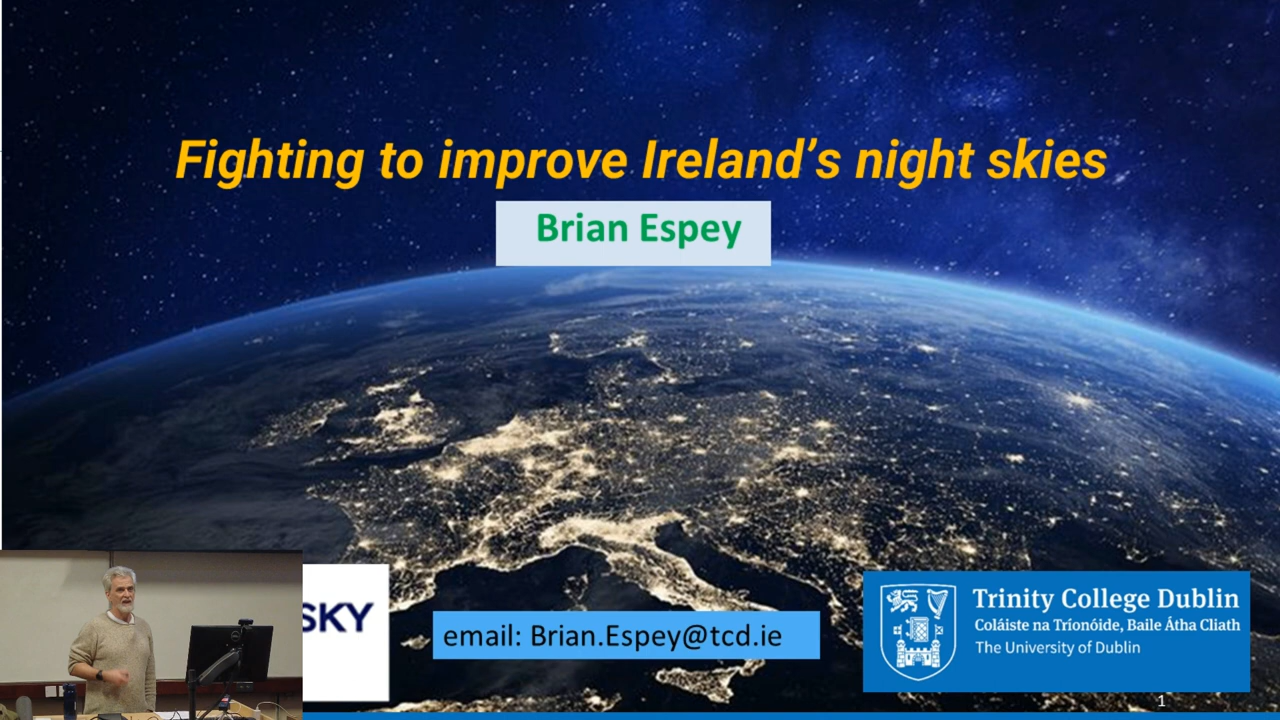 Fighting to improve Ireland's night skies
Brian Espey
SKY
email: Brian.Espey@tcd.ie
Trinity College Dublin
Coláiste na Tríonóide, Baile Átha Cliath
The University of Dublin
1